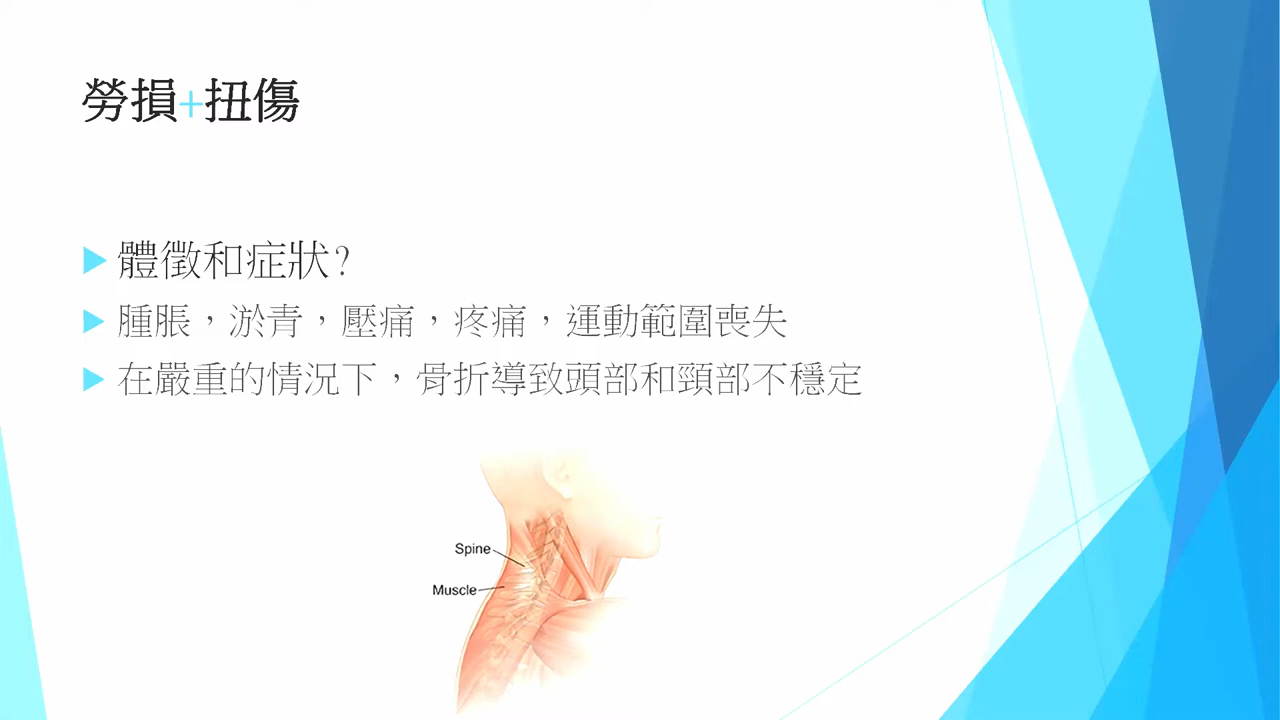 勞損+扭傷
體徵和症狀?
腫脹，淤青，壓痛，疼痛，運動範圍喪失
在嚴重的情況下，骨折導致頭部和頸部不穩定
Spine
Muscle